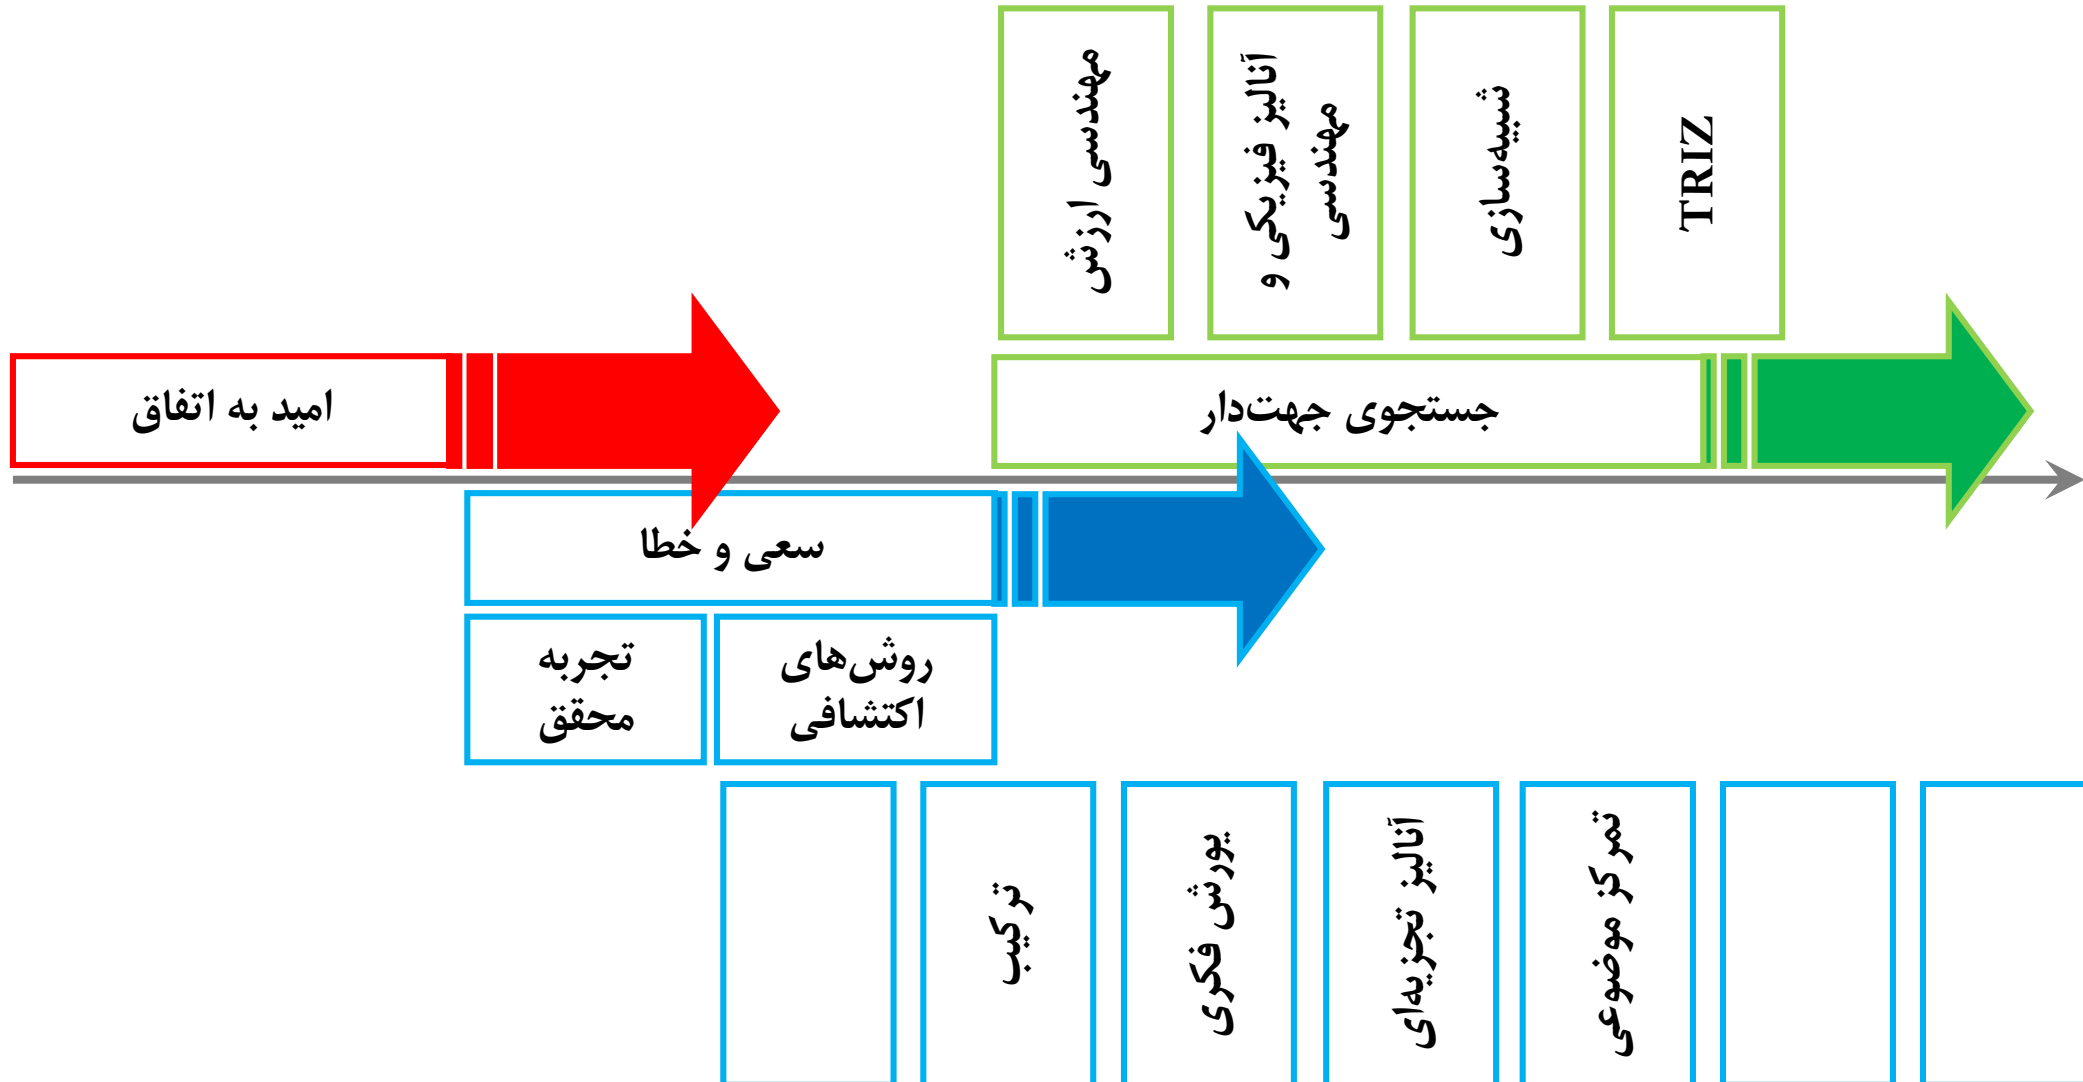 مهندسی ارزش
آنالیز فیزیکی و
مهندسی
شبیه‌سازی
TRIZ
امید به اتفاق
جستجوی جهت‌دار
سعی و خطا
تجربه
محقق
روش‌های
اکتشافی
ترکیب
یورش فکری
آنالیز تجزیه‌ای
تمرکز موضوعی